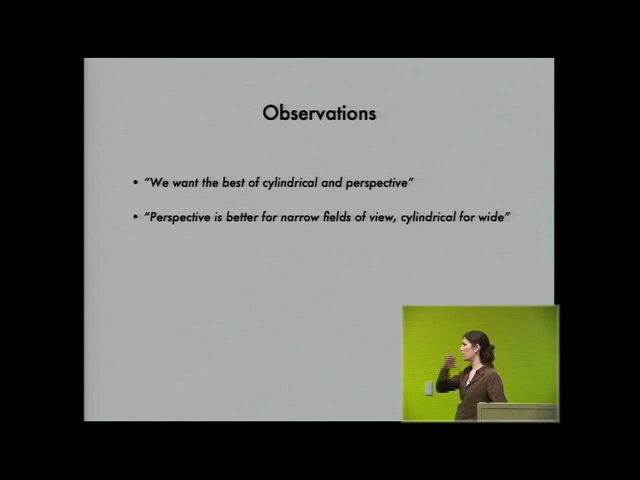 Observations
• "We want the best of cylindrical and perspective"
• "Perspective is better for narrow fields of view, cylindrical for wide"